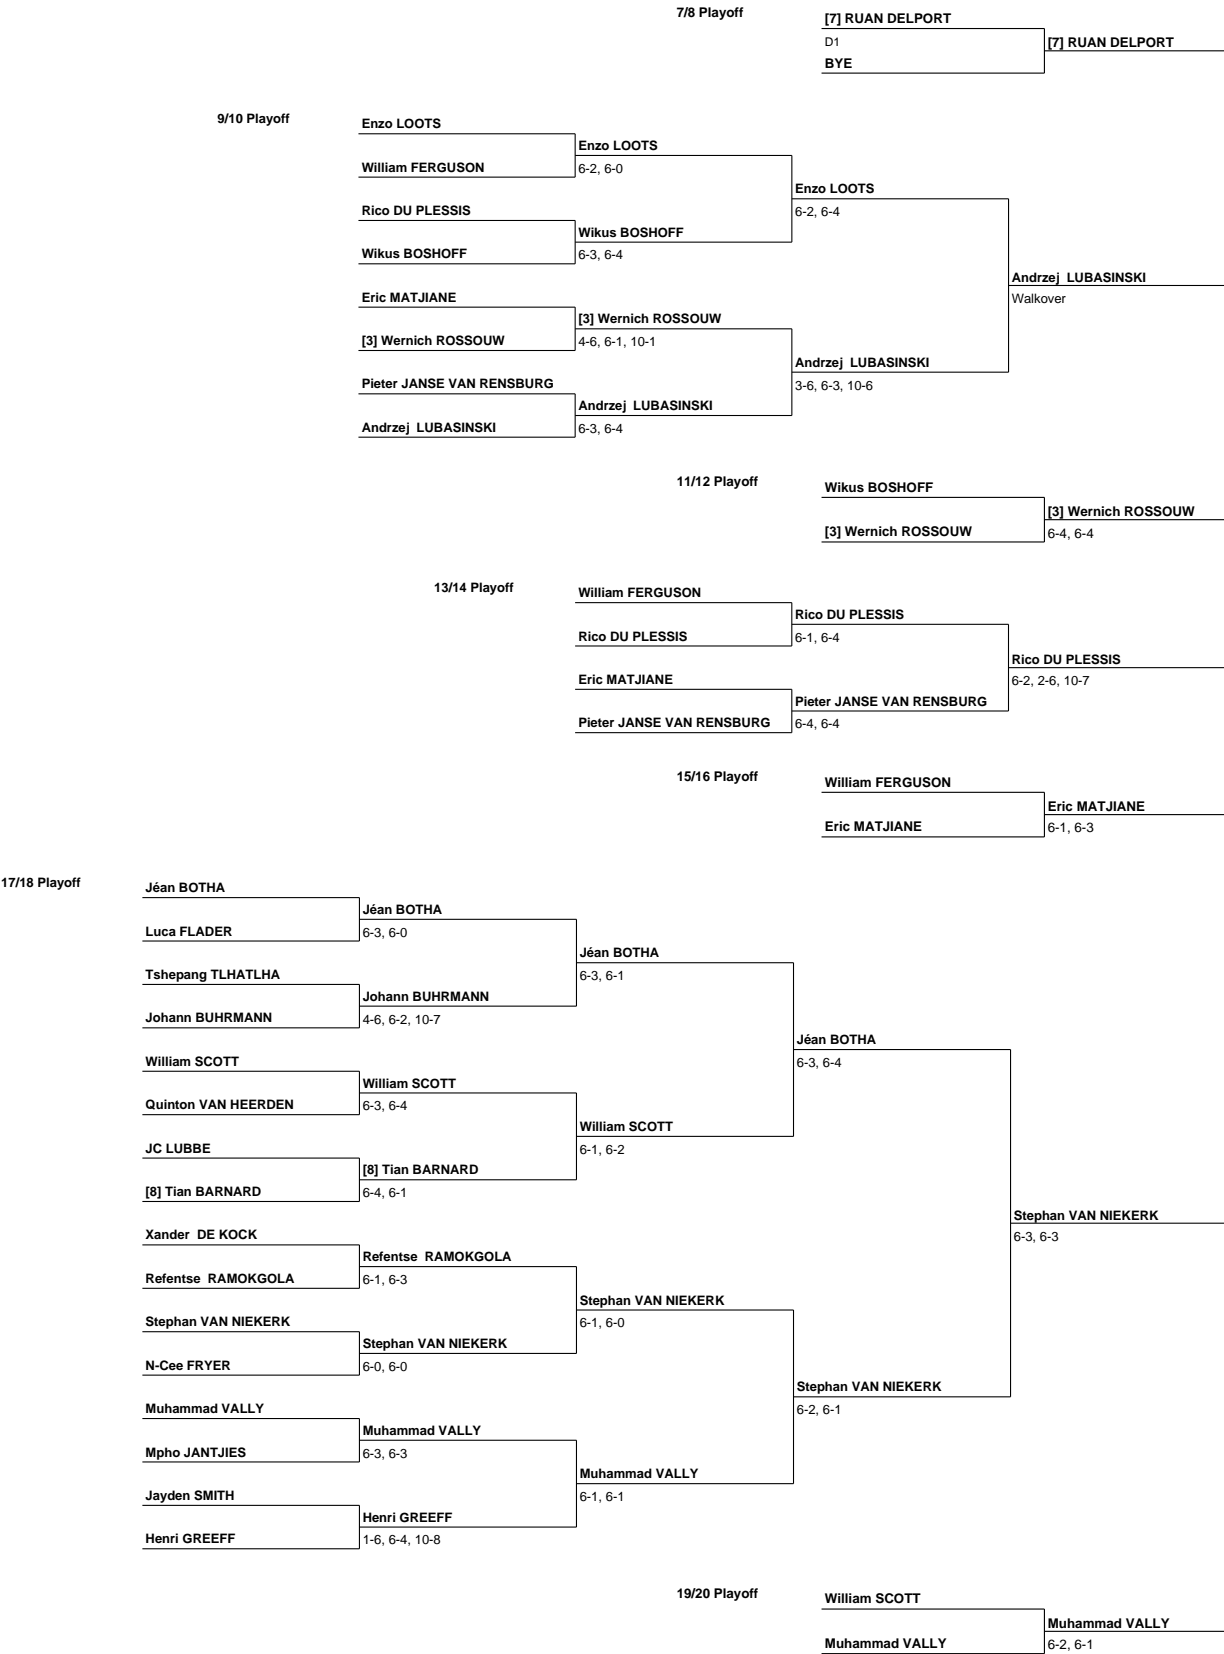 7/8 Playoff
[7] RUAN DELPORT
D1
[7] RUAN DELPORT
BYE
9/10 Playoff
Enzo LOOTS
Enzo LOOTS
William FERGUSON
6-2, 6-0
Enzo LOOTS
Rico DU PLESSIS
6-2, 6-4
Wikus BOSHOFF
Wikus BOSHOFF
6-3, 6-4
Andrzej  LUBASINSKI
Eric MATJIANE
Walkover
[3] Wernich ROSSOUW
[3] Wernich ROSSOUW
4-6, 6-1, 10-1
Andrzej  LUBASINSKI
Pieter JANSE VAN RENSBURG
3-6, 6-3, 10-6
Andrzej  LUBASINSKI
Andrzej  LUBASINSKI
6-3, 6-4
11/12 Playoff
Wikus BOSHOFF
[3] Wernich ROSSOUW
[3] Wernich ROSSOUW
6-4, 6-4
13/14 Playoff
William FERGUSON
Rico DU PLESSIS
Rico DU PLESSIS
6-1, 6-4
Rico DU PLESSIS
Eric MATJIANE
6-2, 2-6, 10-7
Pieter JANSE VAN RENSBURG
Pieter JANSE VAN RENSBURG
6-4, 6-4
15/16 Playoff
William FERGUSON
Eric MATJIANE
Eric MATJIANE
6-1, 6-3
17/18 Playoff
Jéan BOTHA
Jéan BOTHA
Luca FLADER
6-3, 6-0
Jéan BOTHA
Tshepang TLHATLHA
6-3, 6-1
Johann BUHRMANN
Johann BUHRMANN
4-6, 6-2, 10-7
Jéan BOTHA
William SCOTT
6-3, 6-4
William SCOTT
Quinton VAN HEERDEN
6-3, 6-4
William SCOTT
JC LUBBE
6-1, 6-2
[8] Tian BARNARD
[8] Tian BARNARD
6-4, 6-1
Stephan VAN NIEKERK
Xander  DE KOCK
6-3, 6-3
Refentse  RAMOKGOLA
Refentse  RAMOKGOLA
6-1, 6-3
Stephan VAN NIEKERK
Stephan VAN NIEKERK
6-1, 6-0
Stephan VAN NIEKERK
N-Cee FRYER
6-0, 6-0
Stephan VAN NIEKERK
Muhammad VALLY
6-2, 6-1
Muhammad VALLY
Mpho JANTJIES
6-3, 6-3
Muhammad VALLY
Jayden SMITH
6-1, 6-1
Henri GREEFF
Henri GREEFF
1-6, 6-4, 10-8
19/20 Playoff
William SCOTT
Muhammad VALLY
Muhammad VALLY
6-2, 6-1